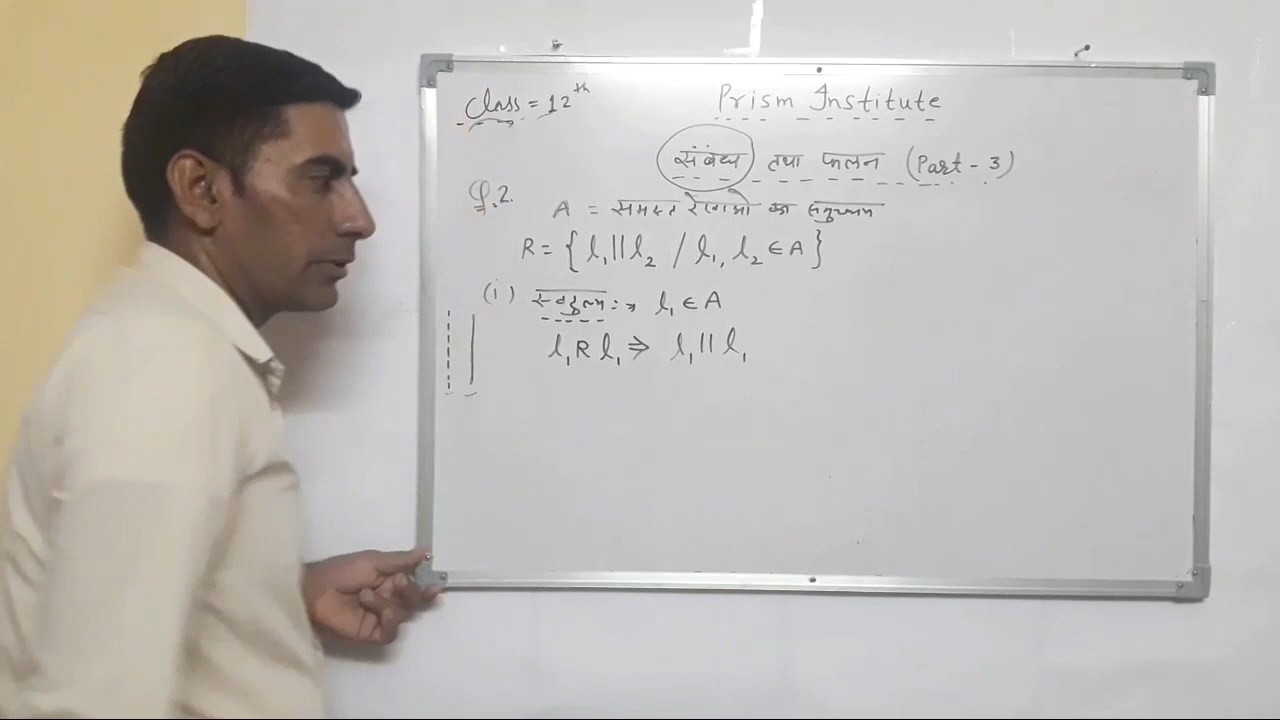 Class = 12th
Prism Institute
संबंध तथा फलन (Part - 3)
Q.2. A = समस्त रेखाओ का समुच्चय
R = { l₁ || l₂ / l₁, l₂ ∈ A }
(i) स्वतुल्य :→ l₁ ∈ A
l₁ R l₁ ⇒ l₁ || l₁